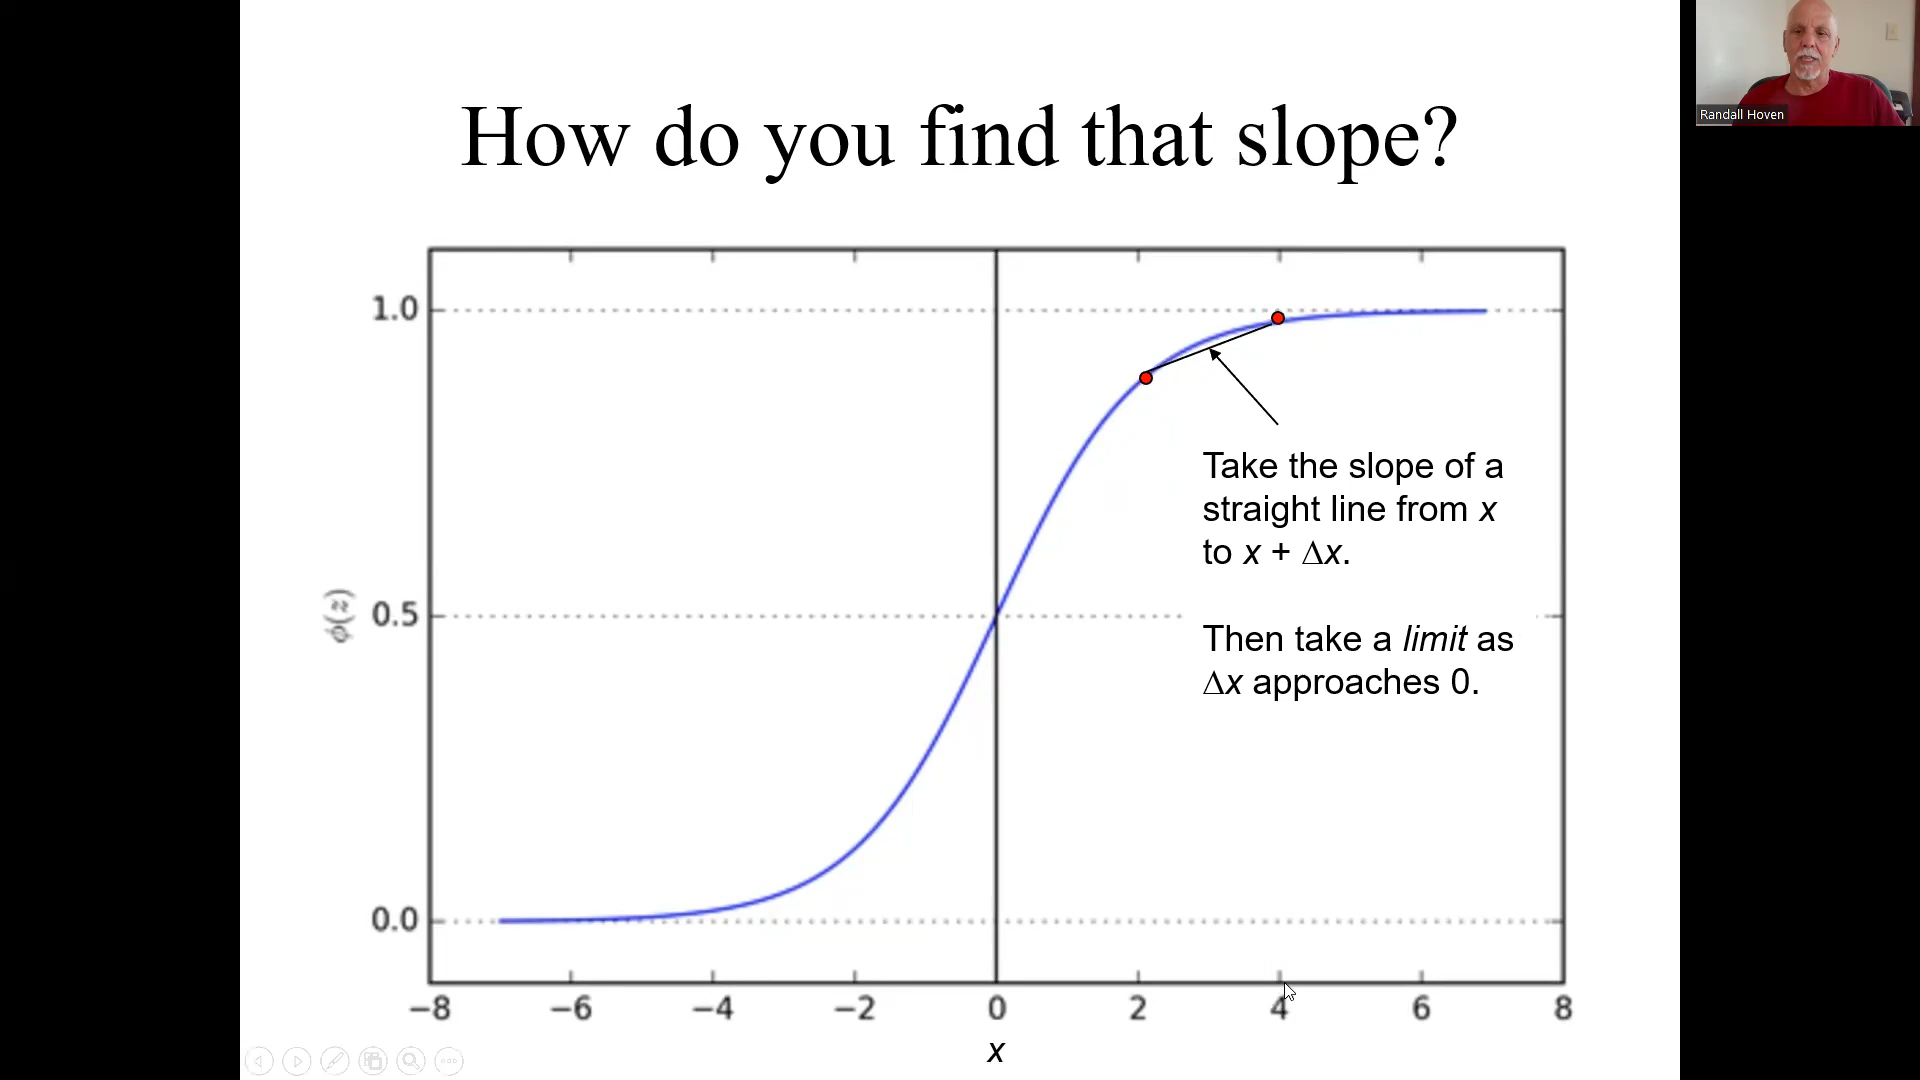 How do you find that slope?
Randall Hoven
1.0
0.5
0.0
ϕ(z)
Take the slope of a
straight line from x
to x + Δx.
Then take a limit as
Δx approaches 0.
−8 −6 −4 −2 0 2 4 6 8
x